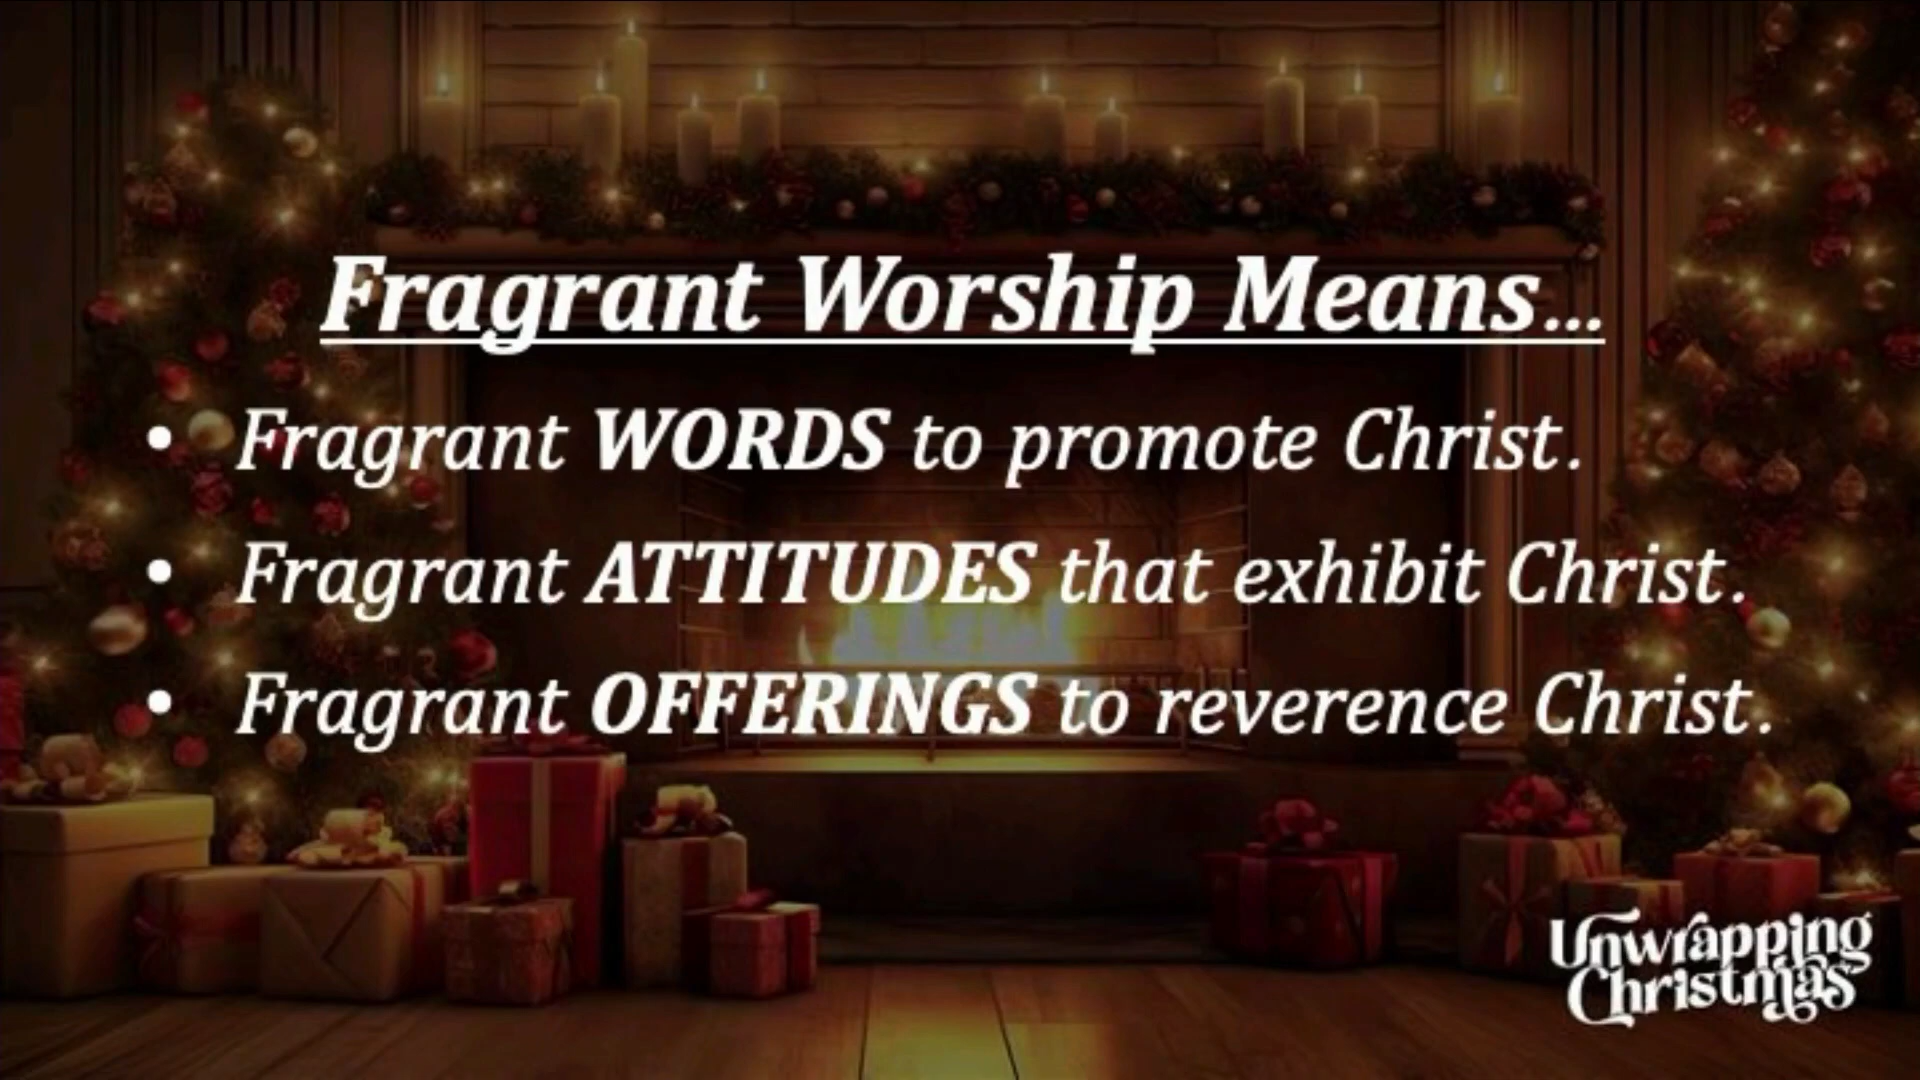 Fragrant Worship Means...
• Fragrant WORDS to promote Christ.
• Fragrant ATTITUDES that exhibit Christ.
• Fragrant OFFERINGS to reverence Christ.
Unwrapping
Christmas